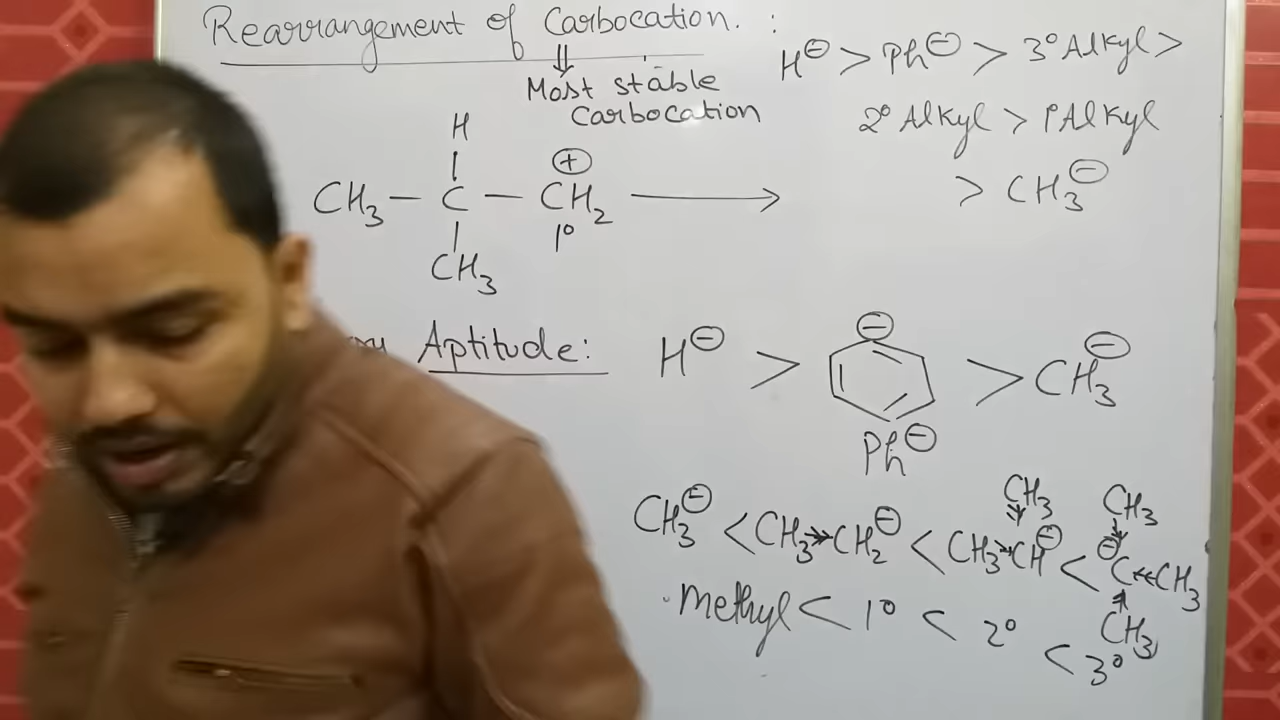 Rearrangement of Carbocation. :
⇓
Most stable
Carbocation
H⊖ > Ph⊖ > 3° Alkyl >
2° Alkyl > 1° Alkyl
> CH₃⊖
H
|
⊕
CH₃ — C — CH₂ ⟶
|
1°
CH₃
Aptitude:
H⊖ > ⊖ > CH₃⊖
Ph⊖
CH₃ CH₃
CH₃⊖ < CH₃↠CH₂⊖ < CH₃↠CH⊖ < ⊖C↞CH₃
CH₃
Methyl < 1° < 2° < 3°